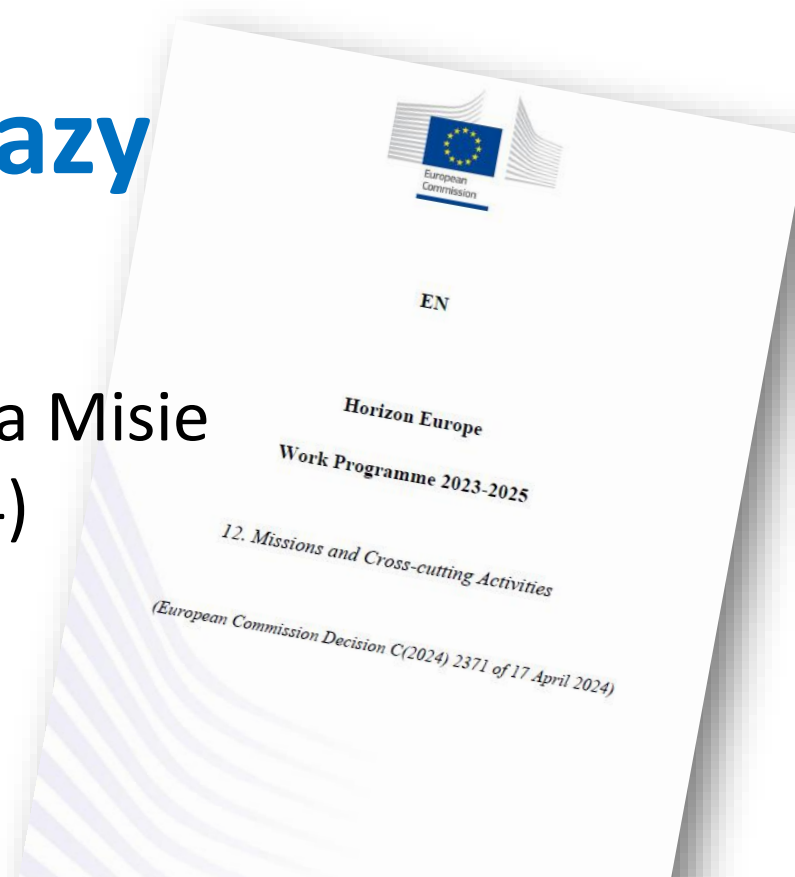 azy
a Misie
)
European
Commission
EN
Horizon Europe
Work Programme 2023-2025
12. Missions and Cross-cutting Activities
(European Commission Decision C(2024) 2371 of 17 April 2024)